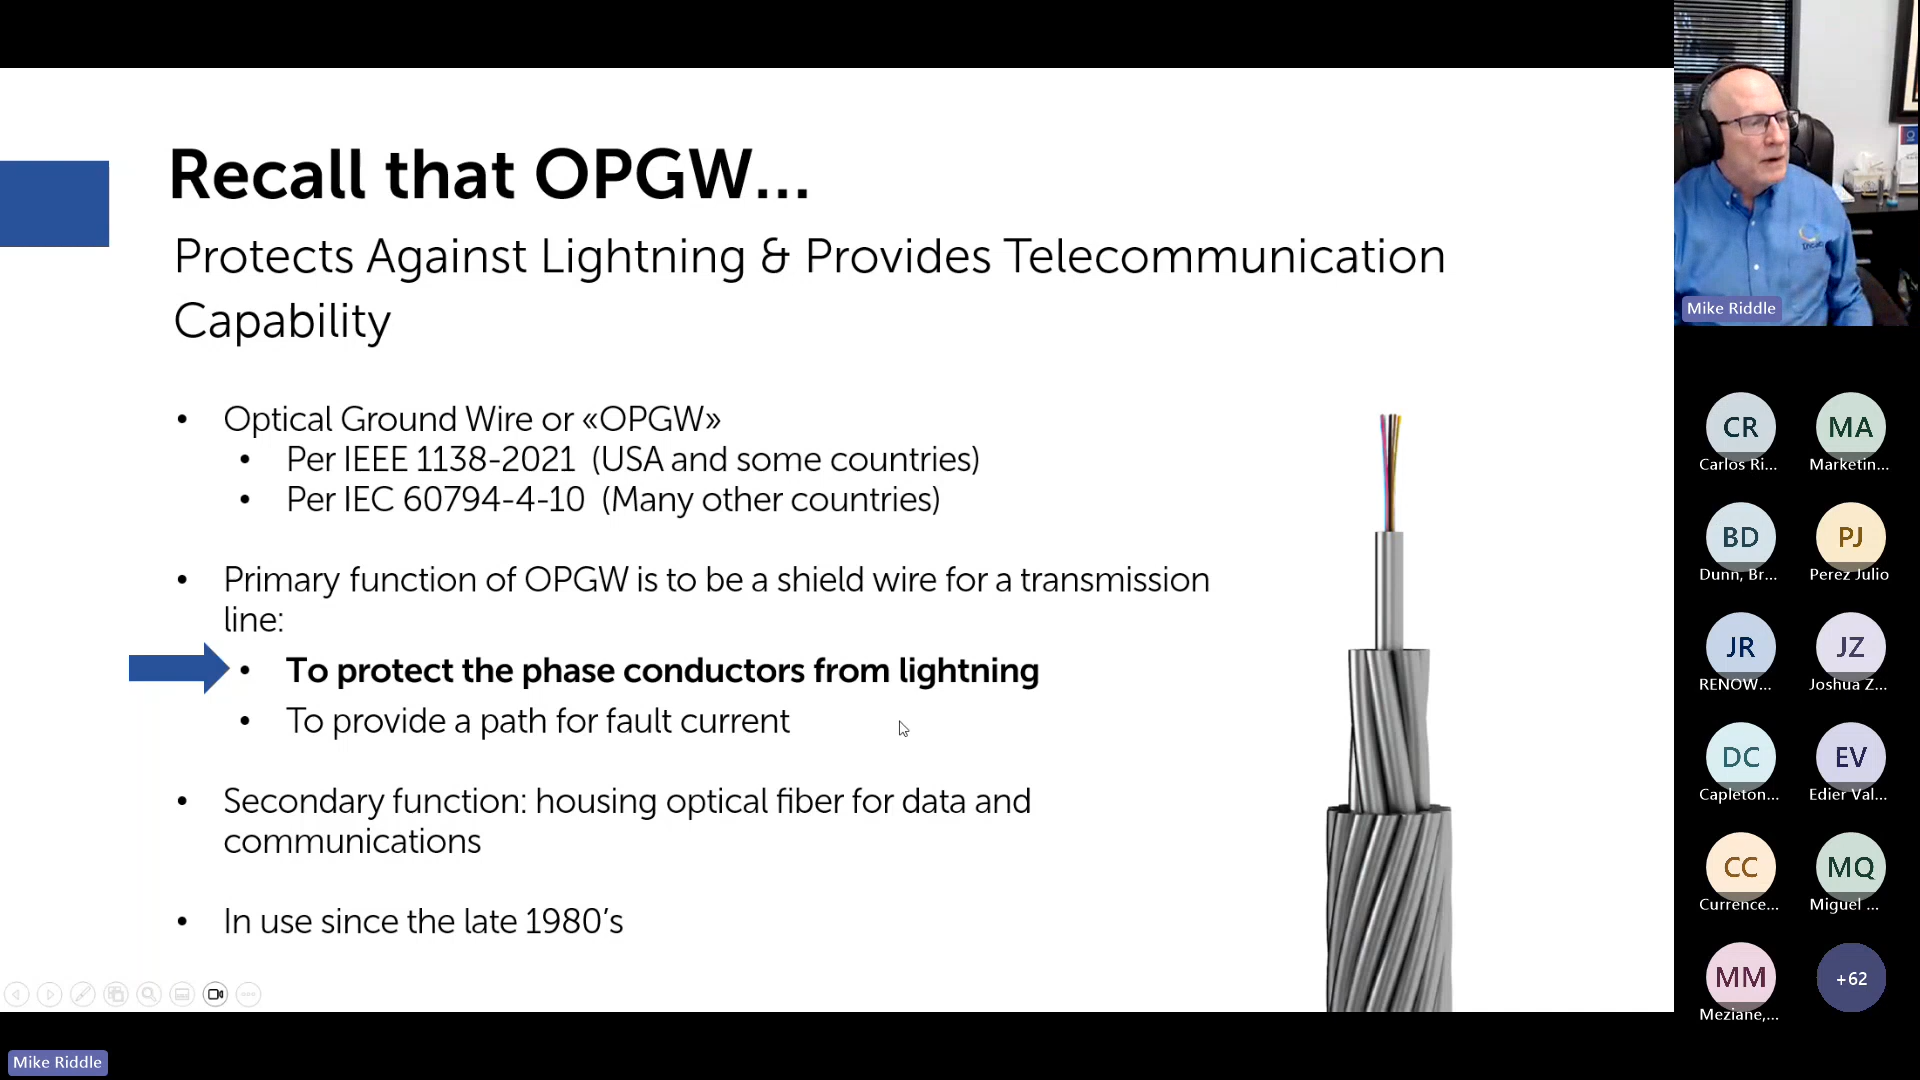 Recall that OPGW...
Protects Against Lightning & Provides Telecommunication
Capability
• Optical Ground Wire or «OPGW»
• Per IEEE 1138-2021 (USA and some countries)
• Per IEC 60794-4-10 (Many other countries)
• Primary function of OPGW is to be a shield wire for a transmission
line:
• To protect the phase conductors from lightning
• To provide a path for fault current
• Secondary function: housing optical fiber for data and
communications
• In use since the late 1980's
Mike Riddle
CR
Carlos Ri...
MA
Marketin...
BD
Dunn, Br...
PJ
Perez Julio
JR
RENOW...
JZ
Joshua Z...
DC
Capleton...
EV
Edier Val...
CC
Currence...
MQ
Miguel ...
MM
Meziane,...
+62
Mike Riddle